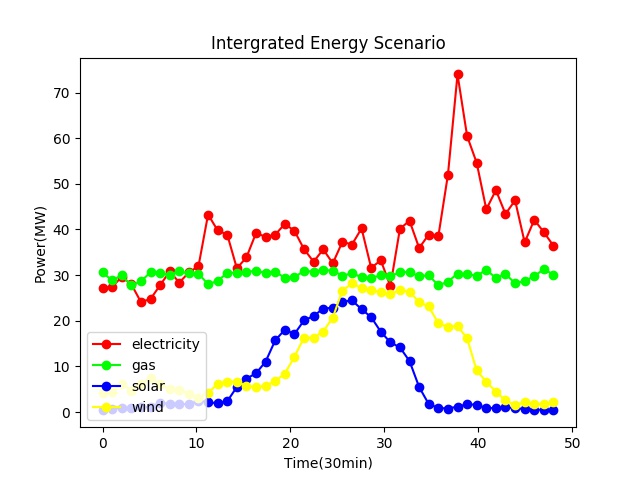 Intergrated Energy Scenario
Power(MW)
70
60
50
40
30
20
10
0
electricity
gas
solar
wind
0 10 20 30 40 50
Time(30min)